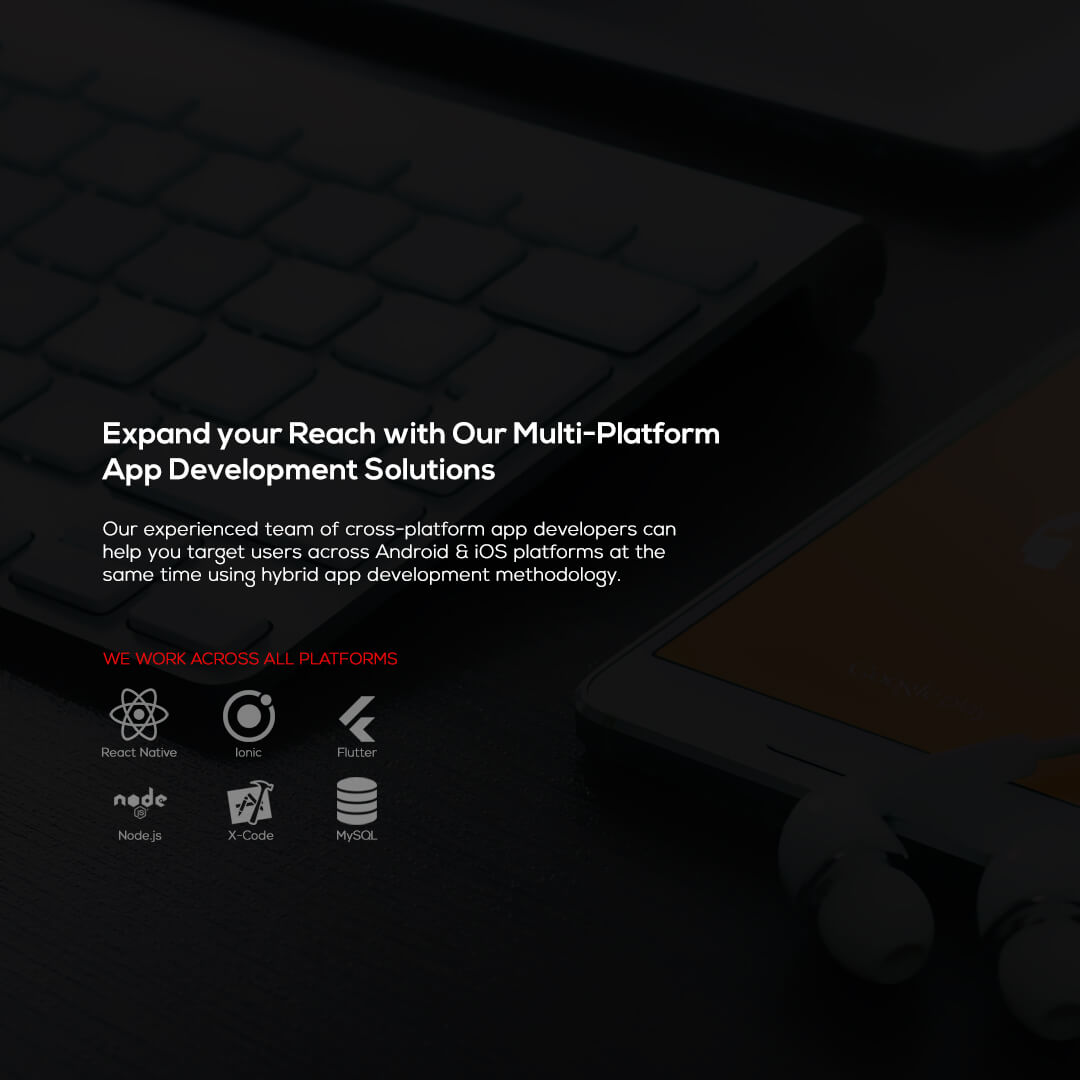 Expand your Reach with Our Multi-Platform
App Development Solutions
Our experienced team of cross-platform app developers can
help you target users across Android & iOS platforms at the
same time using hybrid app development methodology.
WE WORK ACROSS ALL PLATFORMS
React Native
Ionic
Flutter
node
JS
Node.js
X-Code
MySQL